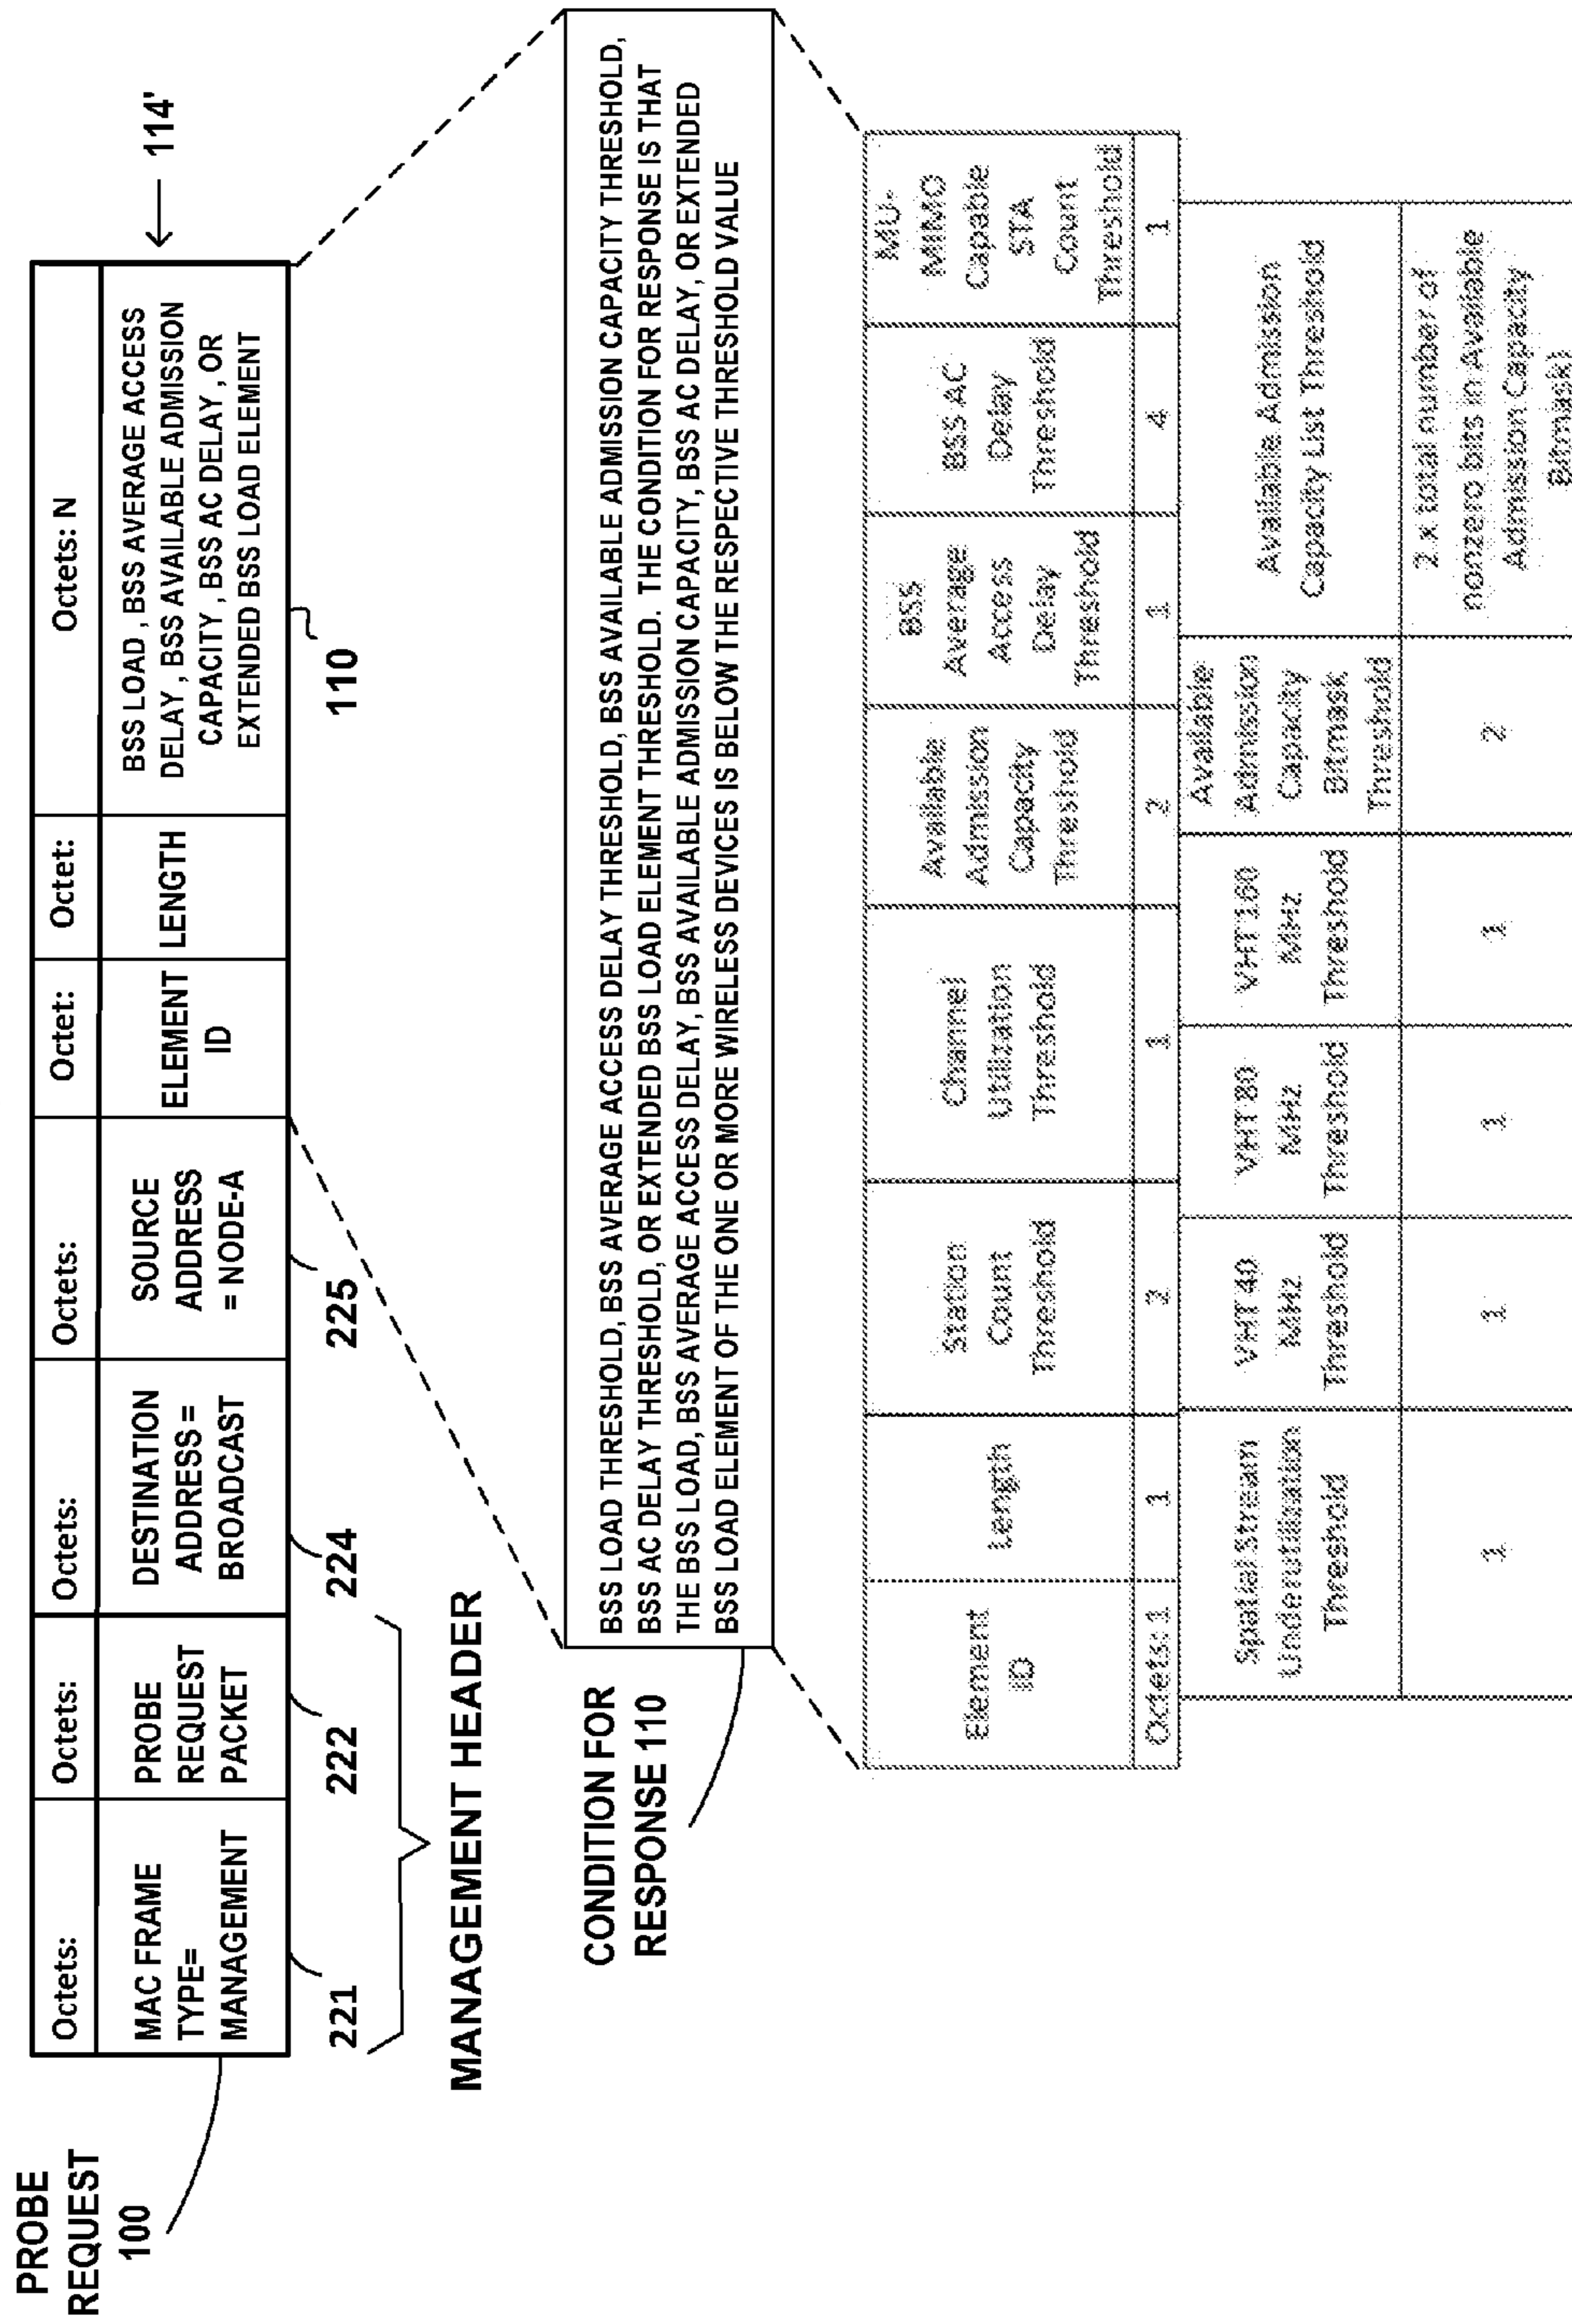 PROBE
REQUEST
100
Octets:
Octets:
Octets:
Octets:
Octet:
Octet:
Octets: N
MAC FRAME
TYPE=
MANAGEMENT
PROBE
REQUEST
PACKET
DESTINATION
ADDRESS =
BROADCAST
SOURCE
ADDRESS
= NODE-A
ELEMENT
ID
LENGTH
BSS LOAD , BSS AVERAGE ACCESS
DELAY , BSS AVAILABLE ADMISSION
CAPACITY , BSS AC DELAY , OR
EXTENDED BSS LOAD ELEMENT
114'
221
222
224
225
110
MANAGEMENT HEADER
CONDITION FOR
RESPONSE 110
BSS LOAD THRESHOLD, BSS AVERAGE ACCESS DELAY THRESHOLD, BSS AVAILABLE ADMISSION CAPACITY THRESHOLD,
BSS AC DELAY THRESHOLD, OR EXTENDED BSS LOAD ELEMENT THRESHOLD. THE CONDITION FOR RESPONSE IS THAT
THE BSS LOAD, BSS AVERAGE ACCESS DELAY, BSS AVAILABLE ADMISSION CAPACITY, BSS AC DELAY, OR EXTENDED
BSS LOAD ELEMENT OF THE ONE OR MORE WIRELESS DEVICES IS BELOW THE RESPECTIVE THRESHOLD VALUE
Element
ID
Length
Station
Count
Threshold
Channel
Utilization
Threshold
Available
Admission
Capacity
Threshold
BSS
Average
Access
Delay
Threshold
BSS AC
Delay
Threshold
MU-
MIMO
Capable
STA
Count
Threshold
Octets: 1
1
2
1
2
1
4
1
Spatial Stream
Underutilization
Threshold
VHT 40
MHz
Threshold
VHT 80
MHz
Threshold
VHT 160
MHz
Threshold
Available
Admission
Capacity
Bitmask
Threshold
Available Admission
Capacity List Threshold
1
1
1
1
2
2 x total number of
nonzero bits in Available
Admission Capacity
Bitmask)